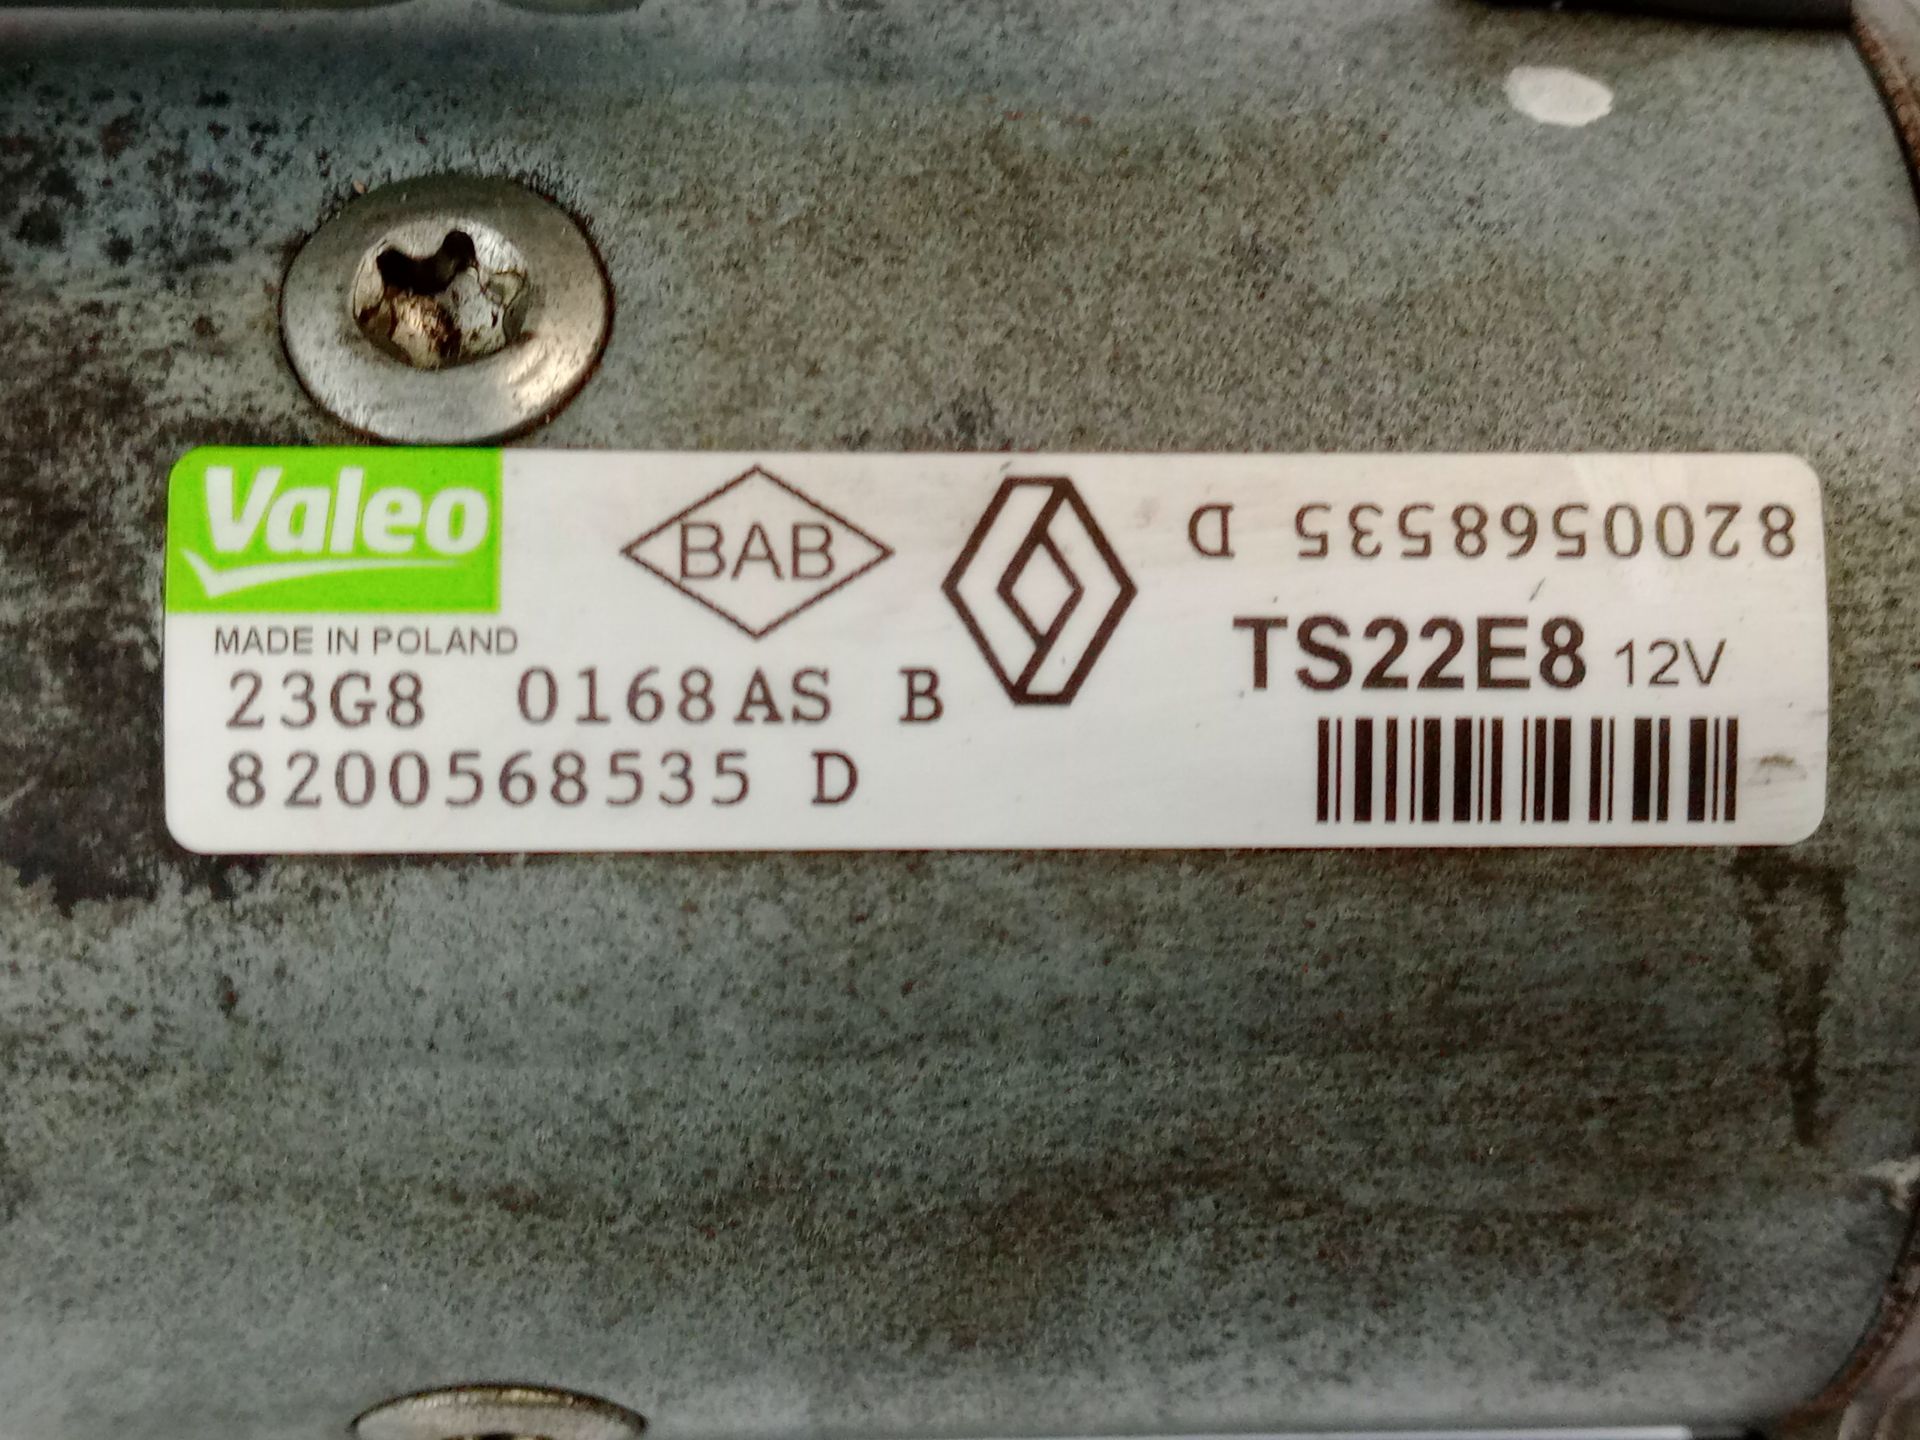 Valeo
MADE IN POLAND
BAB
8200568535 D
TS22E8 12V
23G8 0168AS B
8200568535 D